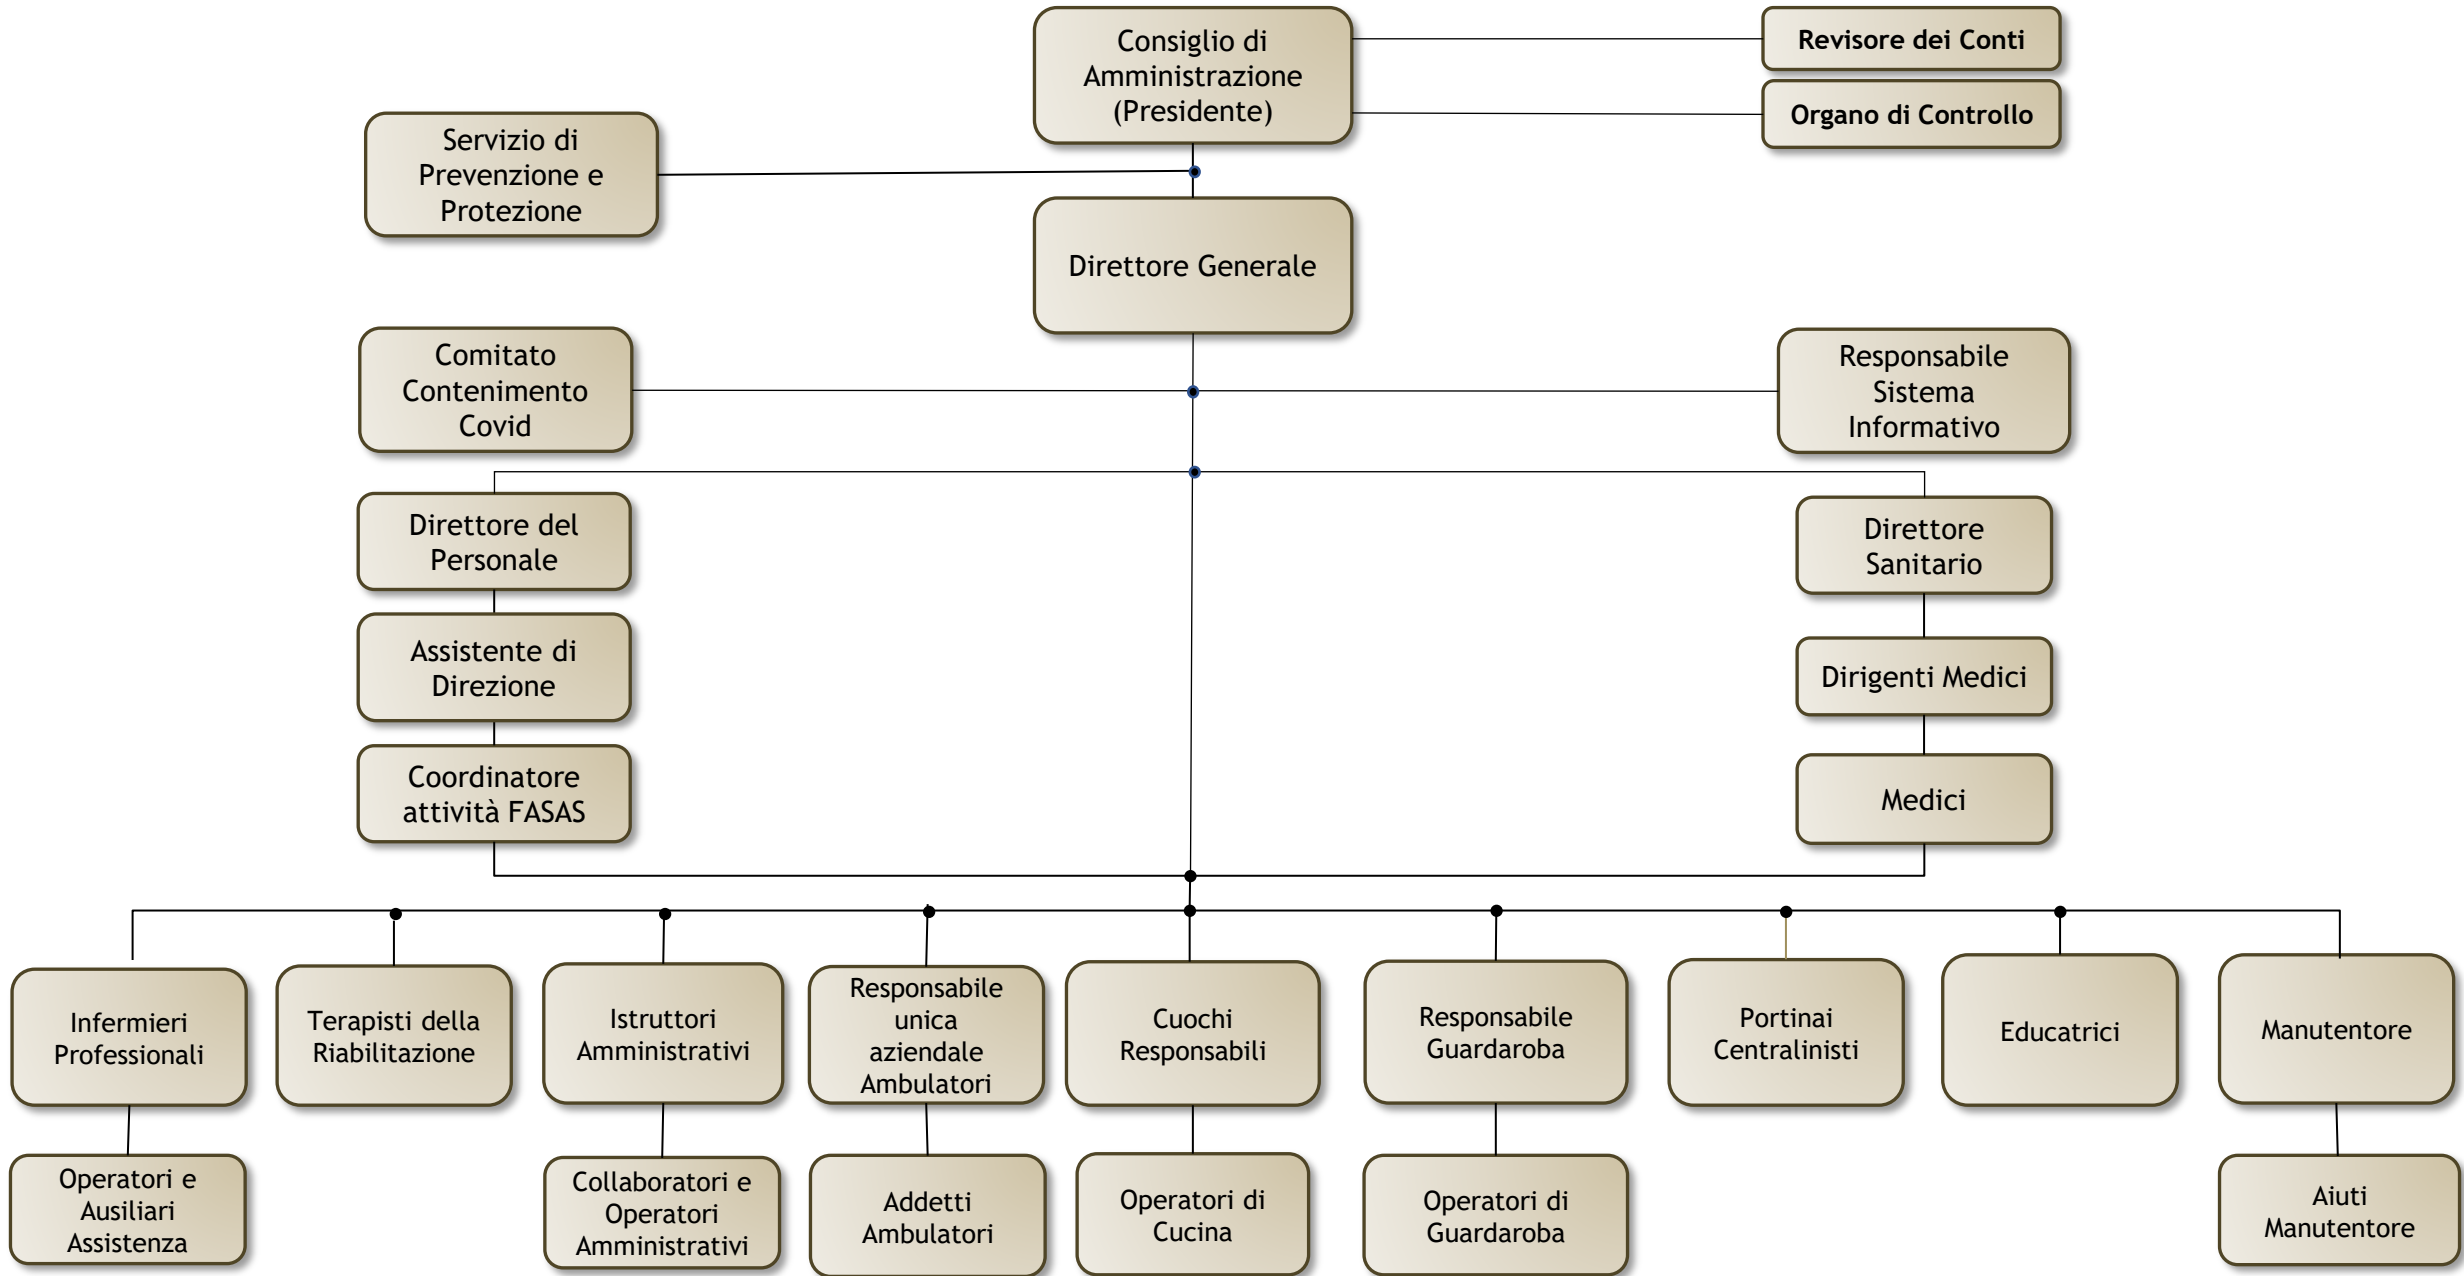 Consiglio di
Amministrazione
(Presidente)
Revisore dei Conti
Organo di Controllo
Servizio di
Prevenzione e
Protezione
Direttore Generale
Comitato
Contenimento
Covid
Responsabile
Sistema
Informativo
Direttore del
Personale
Direttore
Sanitario
Assistente di
Direzione
Dirigenti Medici
Coordinatore
attività FASAS
Medici
Infermieri
Professionali
Terapisti della
Riabilitazione
Istruttori
Amministrativi
Responsabile
unica
aziendale
Ambulatori
Cuochi
Responsabili
Responsabile
Guardaroba
Portinai
Centralinisti
Educatrici
Manutentore
Operatori e
Ausiliari
Assistenza
Collaboratori e
Operatori
Amministrativi
Addetti
Ambulatori
Operatori di
Cucina
Operatori di
Guardaroba
Aiuti
Manutentore